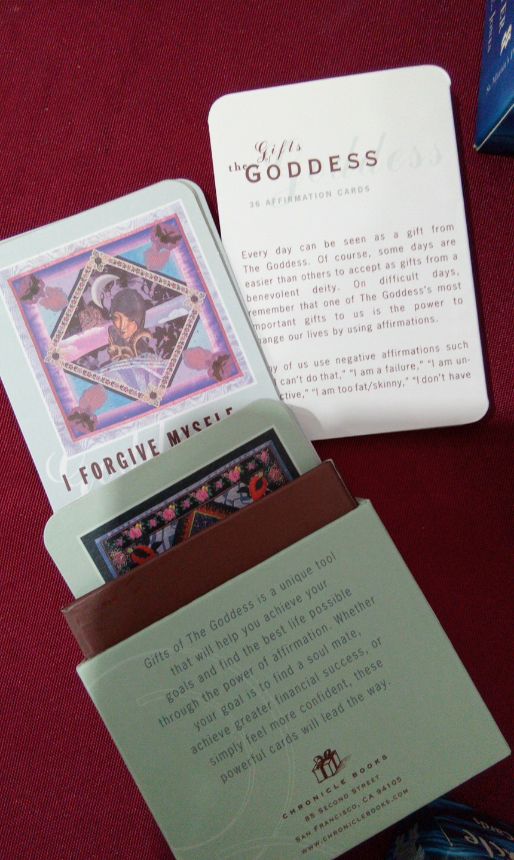 Gifts
the GODDESS
36 AFFIRMATION CARDS
Every day can be seen as a gift from
The Goddess. Of course, some days are
easier than others to accept as gifts from a
benevolent deity. On difficult days,
remember that one of The Goddess's most
important gifts to us is the power to
change our lives by using affirmations.
of us use negative affirmations such
can't do that," "I am a failure," "I am un-
ctive," "I am too fat/skinny," "I don't have
I FORGIVE MYSELF
Gifts of The Goddess is a unique tool
that will help you achieve your
goals and find the best life possible
through the power of affirmation. Whether
your goal is to find a soul mate,
achieve greater financial success, or
simply feel more confident, these
powerful cards will lead the way.
CHRONICLE BOOKS
85 SECOND STREET
SAN FRANCISCO, CA 94105
WWW.CHRONICLEBOOKS.COM